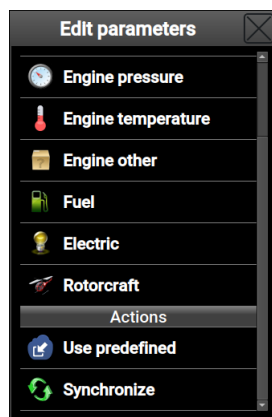 Edit parameters
Engine pressure
Engine temperature
Engine other
Fuel
Electric
Rotorcraft
Actions
Use predefined
Synchronize